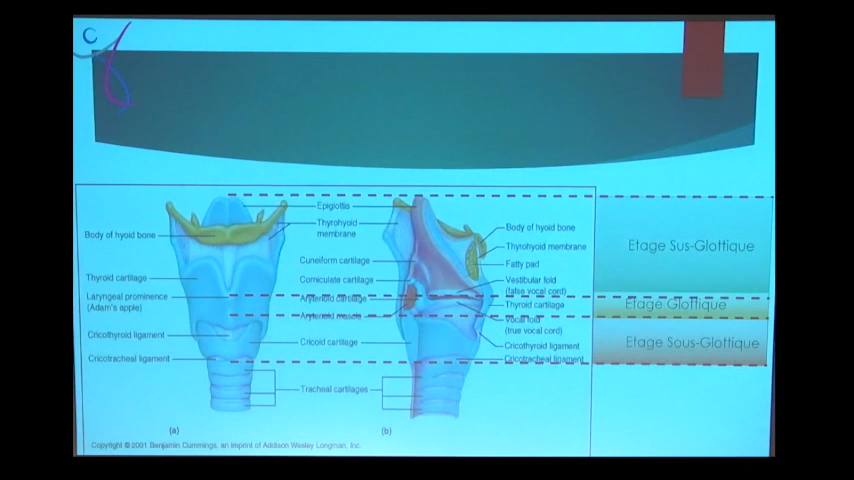 Epiglottis
Thyrohyoid
membrane
Body of hyoid bone
Cuneiform cartilage
Thyroid cartilage
Corniculate cartilage
Laryngeal prominence
(Adam's apple)
Arytenoid cartilage
Arytenoid muscle
Cricothyroid ligament
Cricoid cartilage
Cricotracheal ligament
Tracheal cartilages
Body of hyoid bone
Thyrohyoid membrane
Fatty pad
Vestibular fold
(false vocal cord)
Thyroid cartilage
Vocal fold
(true vocal cord)
Cricothyroid ligament
Cricotracheal ligament
Etage Sus-Glottique
Etage Glottique
Etage Sous-Glottique
(a)
(b)
Copyright © 2001 Benjamin Cummings, an imprint of Addison Wesley Longman, Inc.